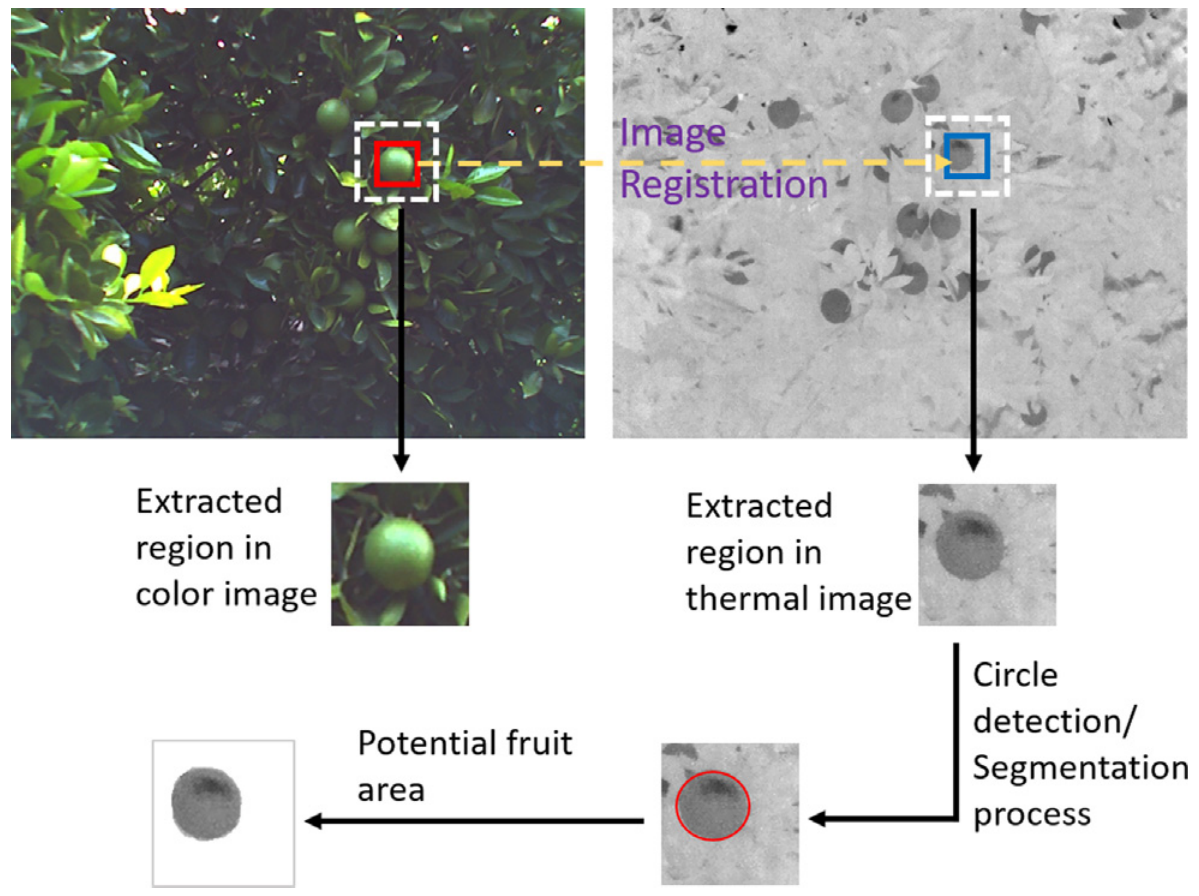 Image
Registration
Extracted
region in
color image
Extracted
region in
thermal image
Circle
detection/
Segmentation
process
Potential fruit
area